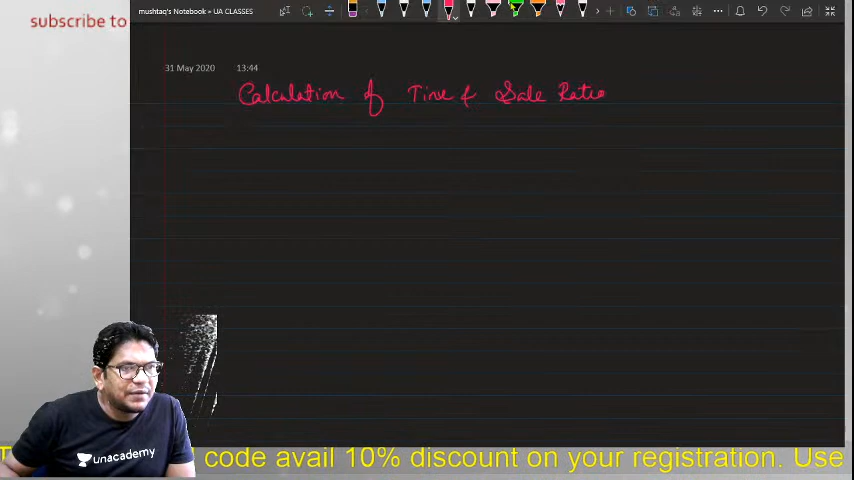 subscribe to
mushtaq's Notebook » UA CLASSES
31 May 2020 13:44
Calculation of Time & Sale Ratio
unacademy
code avail 10% discount on your registration. Use